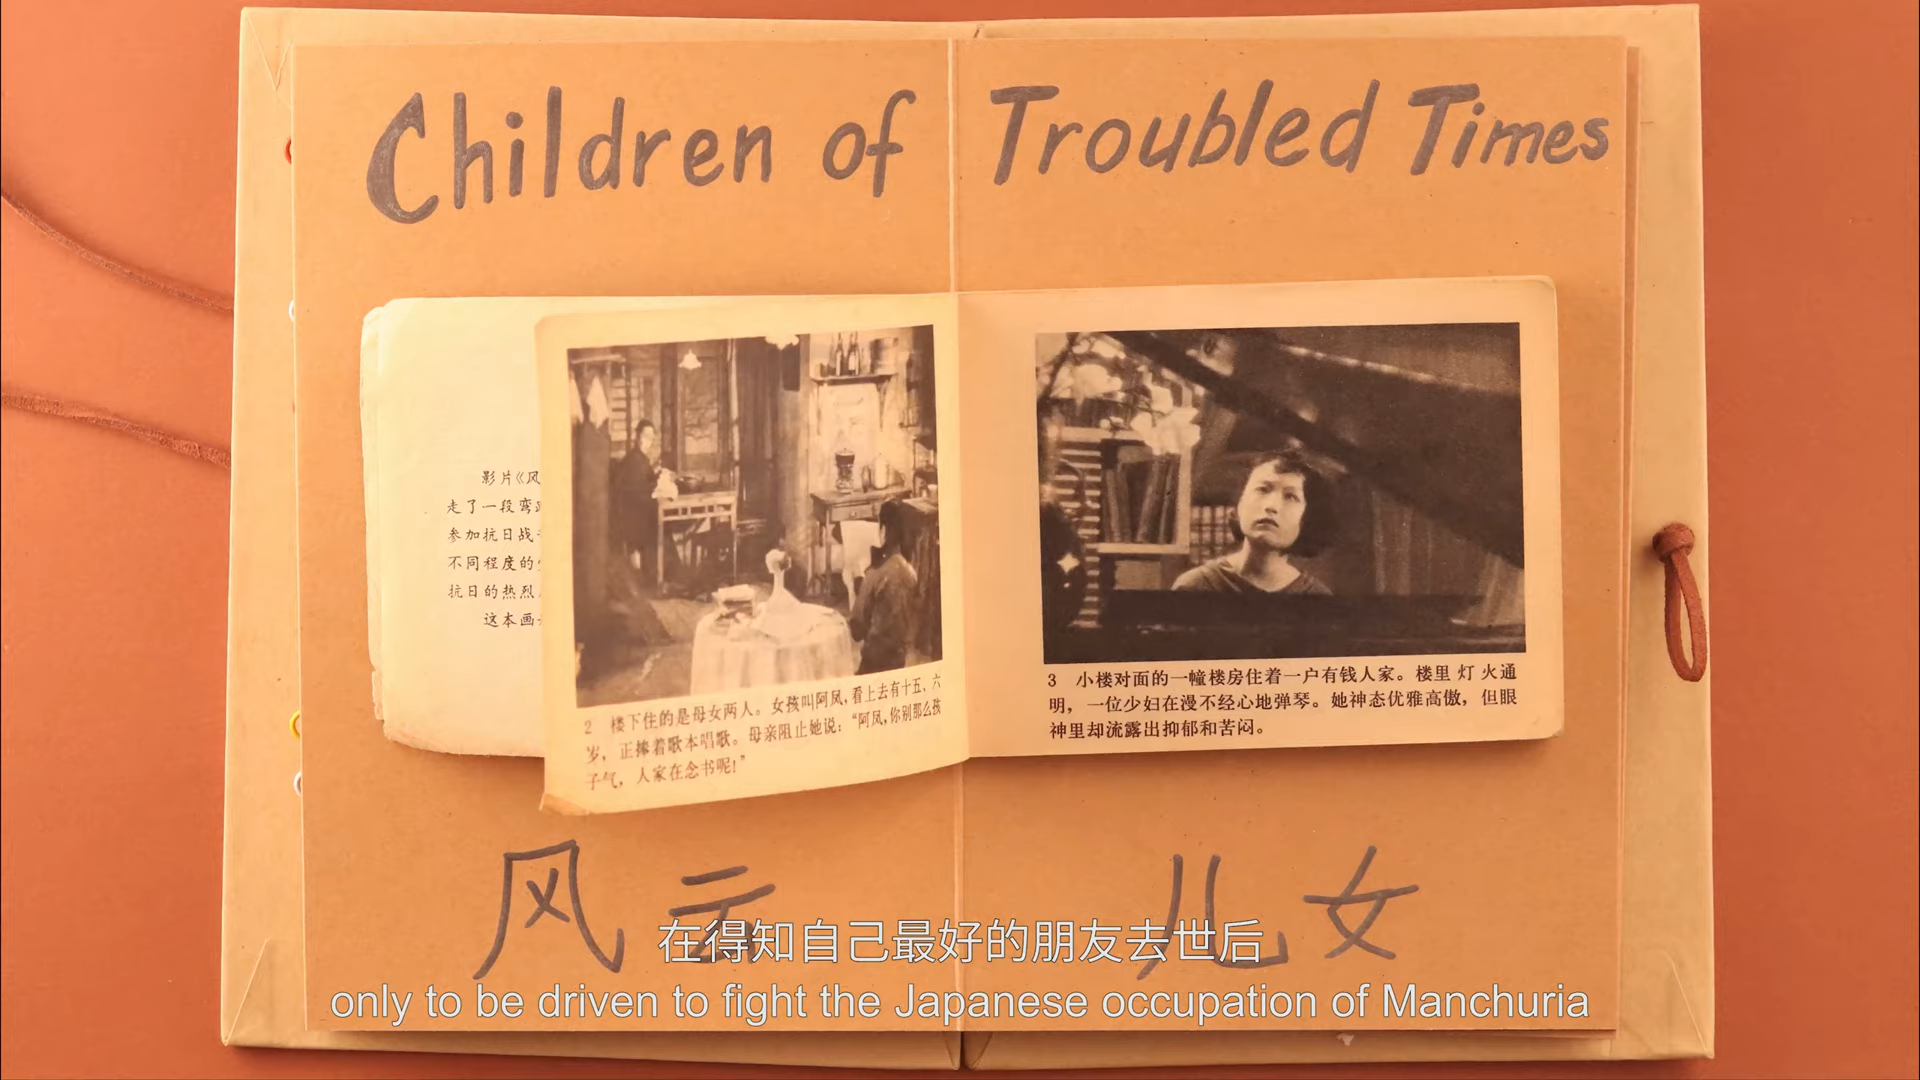 Children of Troubled Times
影片《风
走了一段弯
参加抗日战
不同程度的
抗日的热烈
这本画
2 楼下住的是母女两人。女孩叫阿凤,看上去有十五、六
岁，正捧着歌本唱歌。母亲阻止她说：“阿凤,你别那么孩
子气，人家在念书呢！”
3 小楼对面的一幢楼房住着一户有钱人家。楼里灯火通
明，一位少妇在漫不经心地弹琴。她神态优雅高傲，但眼
神里却流露出抑郁和苦闷。
风云儿女
在得知自己最好的朋友去世后
only to be driven to fight the Japanese occupation of Manchuria